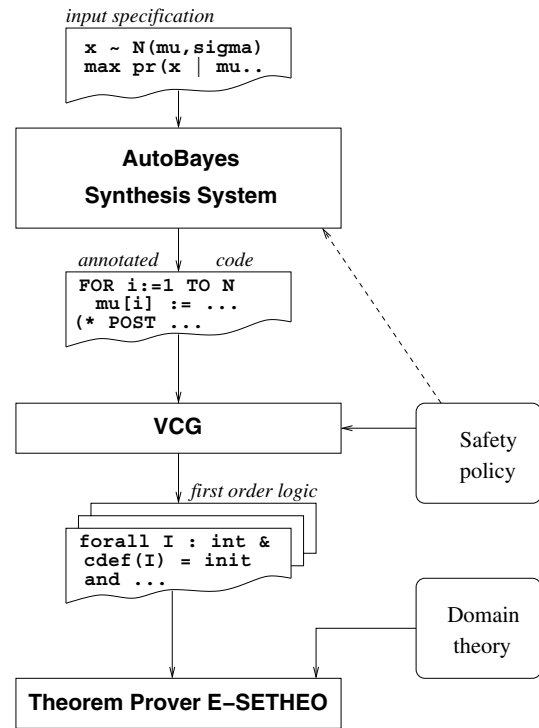 input specification
x ~ N(mu,sigma)
max pr(x | mu..
AutoBayes
Synthesis System
annotated code
FOR i:=1 TO N
mu[i] := ...
(* POST ...
VCG
Safety
policy
first order logic
forall I : int &
cdef(I) = init
and ...
Domain
theory
Theorem Prover E−SETHEO